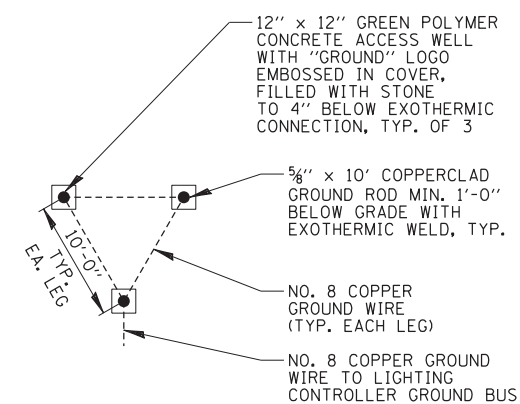 12" x 12" GREEN POLYMER
CONCRETE ACCESS WELL
WITH "GROUND" LOGO
EMBOSSED IN COVER,
FILLED WITH STONE
TO 4" BELOW EXOTHERMIC
CONNECTION, TYP. OF 3
⅝" x 10' COPPERCLAD
GROUND ROD MIN. 1'-0"
BELOW GRADE WITH
EXOTHERMIC WELD, TYP.
10'-0"
TYP.
EA. LEG
NO. 8 COPPER
GROUND WIRE
(TYP. EACH LEG)
NO. 8 COPPER GROUND
WIRE TO LIGHTING
CONTROLLER GROUND BUS